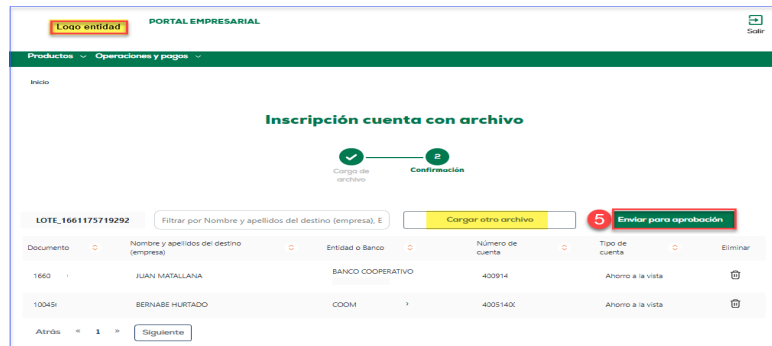 Logo entidad
PORTAL EMPRESARIAL
Salir
Productos Operaciones y pagos
Inicio
Inscripción cuenta con archivo
2
Carga de archivo
Confirmación
LOTE_1661175719292
Filtrar por Nombre y apellidos del destino (empresa), E
Cargar otro archivo
5
Enviar para aprobación
Documento
Nombre y apellidos del destino (empresa)
Entidad o Banco
Número de cuenta
Tipo de cuenta
Eliminar
1660 JUAN MATALLANA BANCO COOPERATIVO 400914 Ahorro a la vista
BERNABE HURTADO COOM Ahorro a la vista
Atrás « 1 » Siguiente